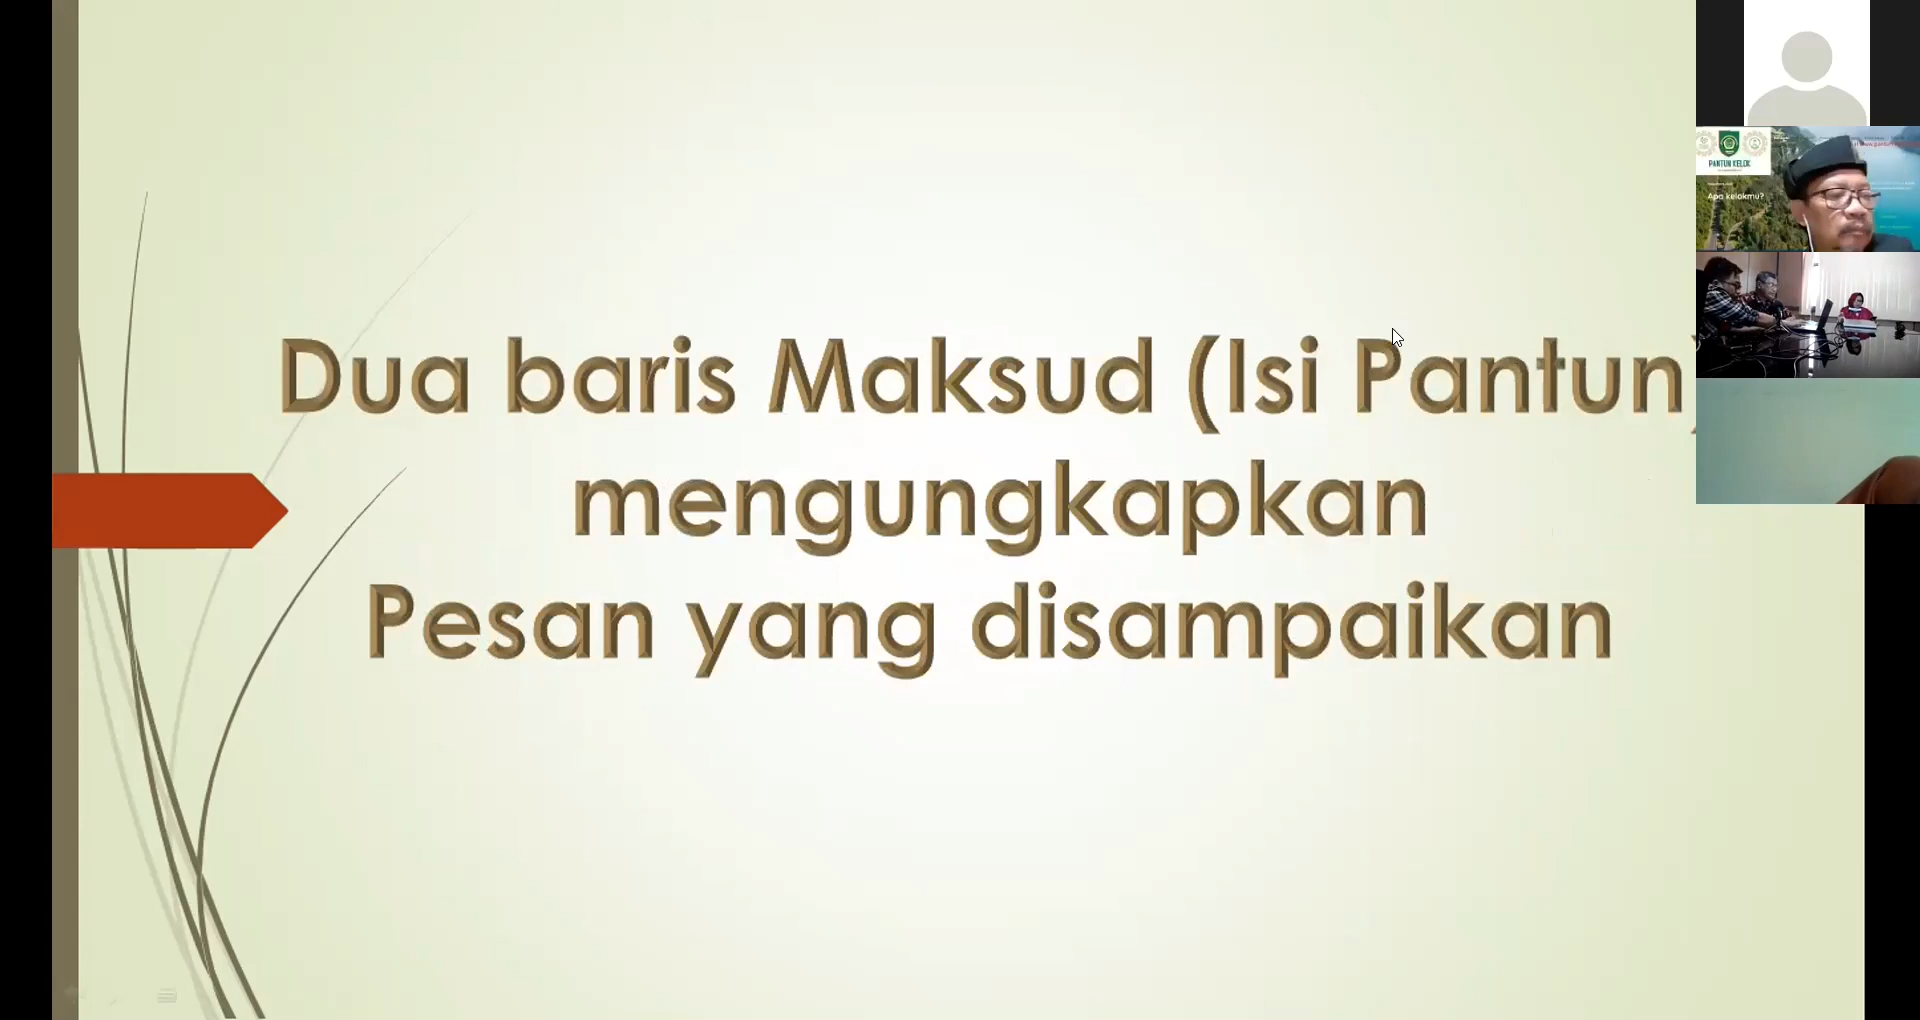 Dua baris Maksud (Isi Pantun)
mengungkapkan
Pesan yang disampaikan
PANTUN KELOK
Apa kelokmu?